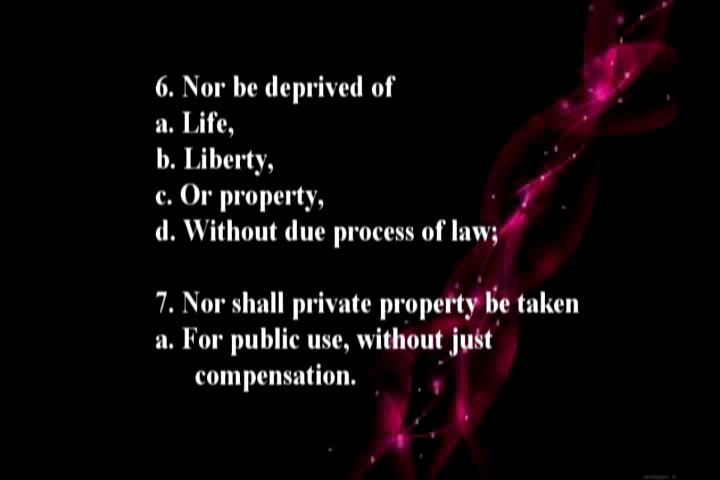 6. Nor be deprived of
a. Life,
b. Liberty,
c. Or property,
d. Without due process of law;
7. Nor shall private property be taken
a. For public use, without just
compensation.